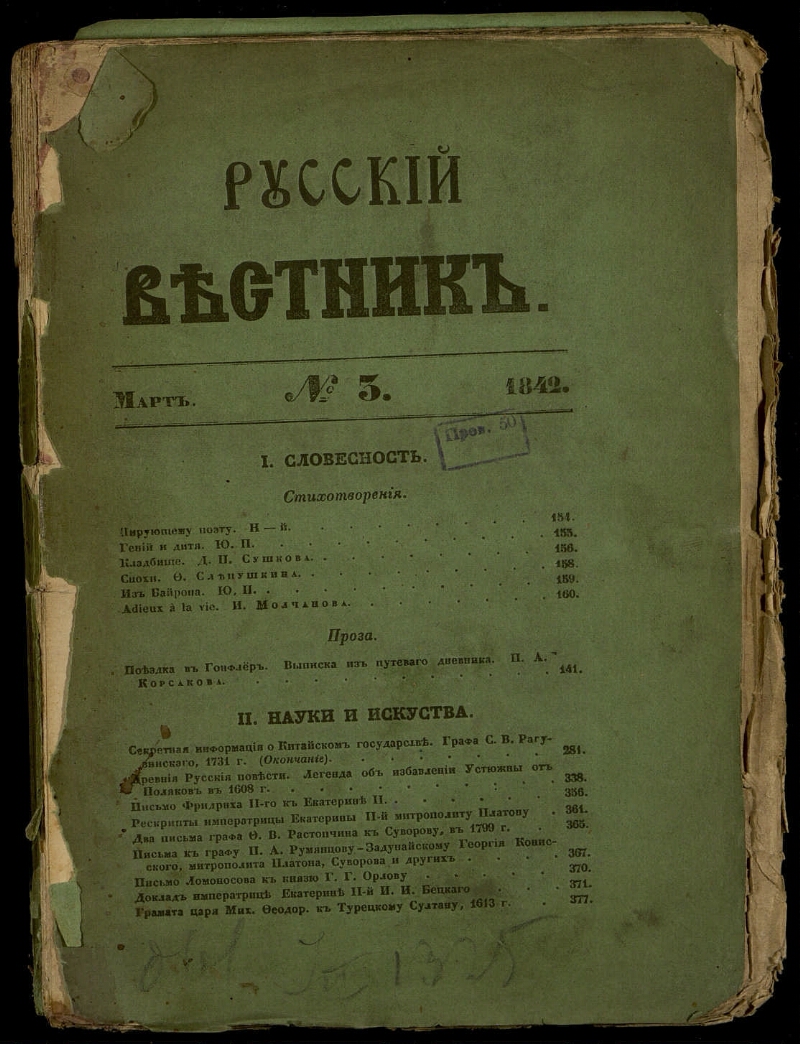 РУССКІЙ
ВѢСТНИКЪ.
Мартъ. № 3. 1842.
Пров. 50
I. СЛОВЕСНОСТЬ.
Стихотворенія.
Пирующему поэту. Н—й. 154.
Геній и дитя. Ю. П. 155.
Кладбище. Д. П. Сушкова. 156.
Снохи. Ѳ. Слѣпушкина. 158.
Изъ Байрона. Ю. П. 159.
Adieux à la vie. И. Молчанова. 160.
Проза.
Поѣздка въ Гонфлёръ. Выписка изъ путеваго дневника. П. А.
Корсакова. 141.
II. НАУКИ И ИСКУСТВА.
Секретная информація о Китайскомъ государствѣ. Графа С. В. Рагу-
зинскаго, 1731 г. (Окончаніе). 281.
Древнія Русскія повѣсти. Легенда объ избавленіи Устюжны отъ
Поляковъ въ 1608 г. 338.
Письмо Фридриха II-го къ Екатеринѣ II. 356.
Рескрипты императрицы Екатерины II-й митрополиту Платону 361.
Два письма графа Ѳ. В. Растопчина къ Суворову, въ 1799 г. 365.
Письма къ графу П. А. Румянцову-Задунайскому Георгія Конис-
скаго, митрополита Платона, Суворова и другихъ 367.
Письмо Ломоносова къ князю Г. Г. Орлову 370.
Докладъ императрицѣ Екатеринѣ II-й И. И. Бецкаго 371.
Грамата царя Мих. Ѳеодор. къ Турецкому Султану, 1613 г. 377.